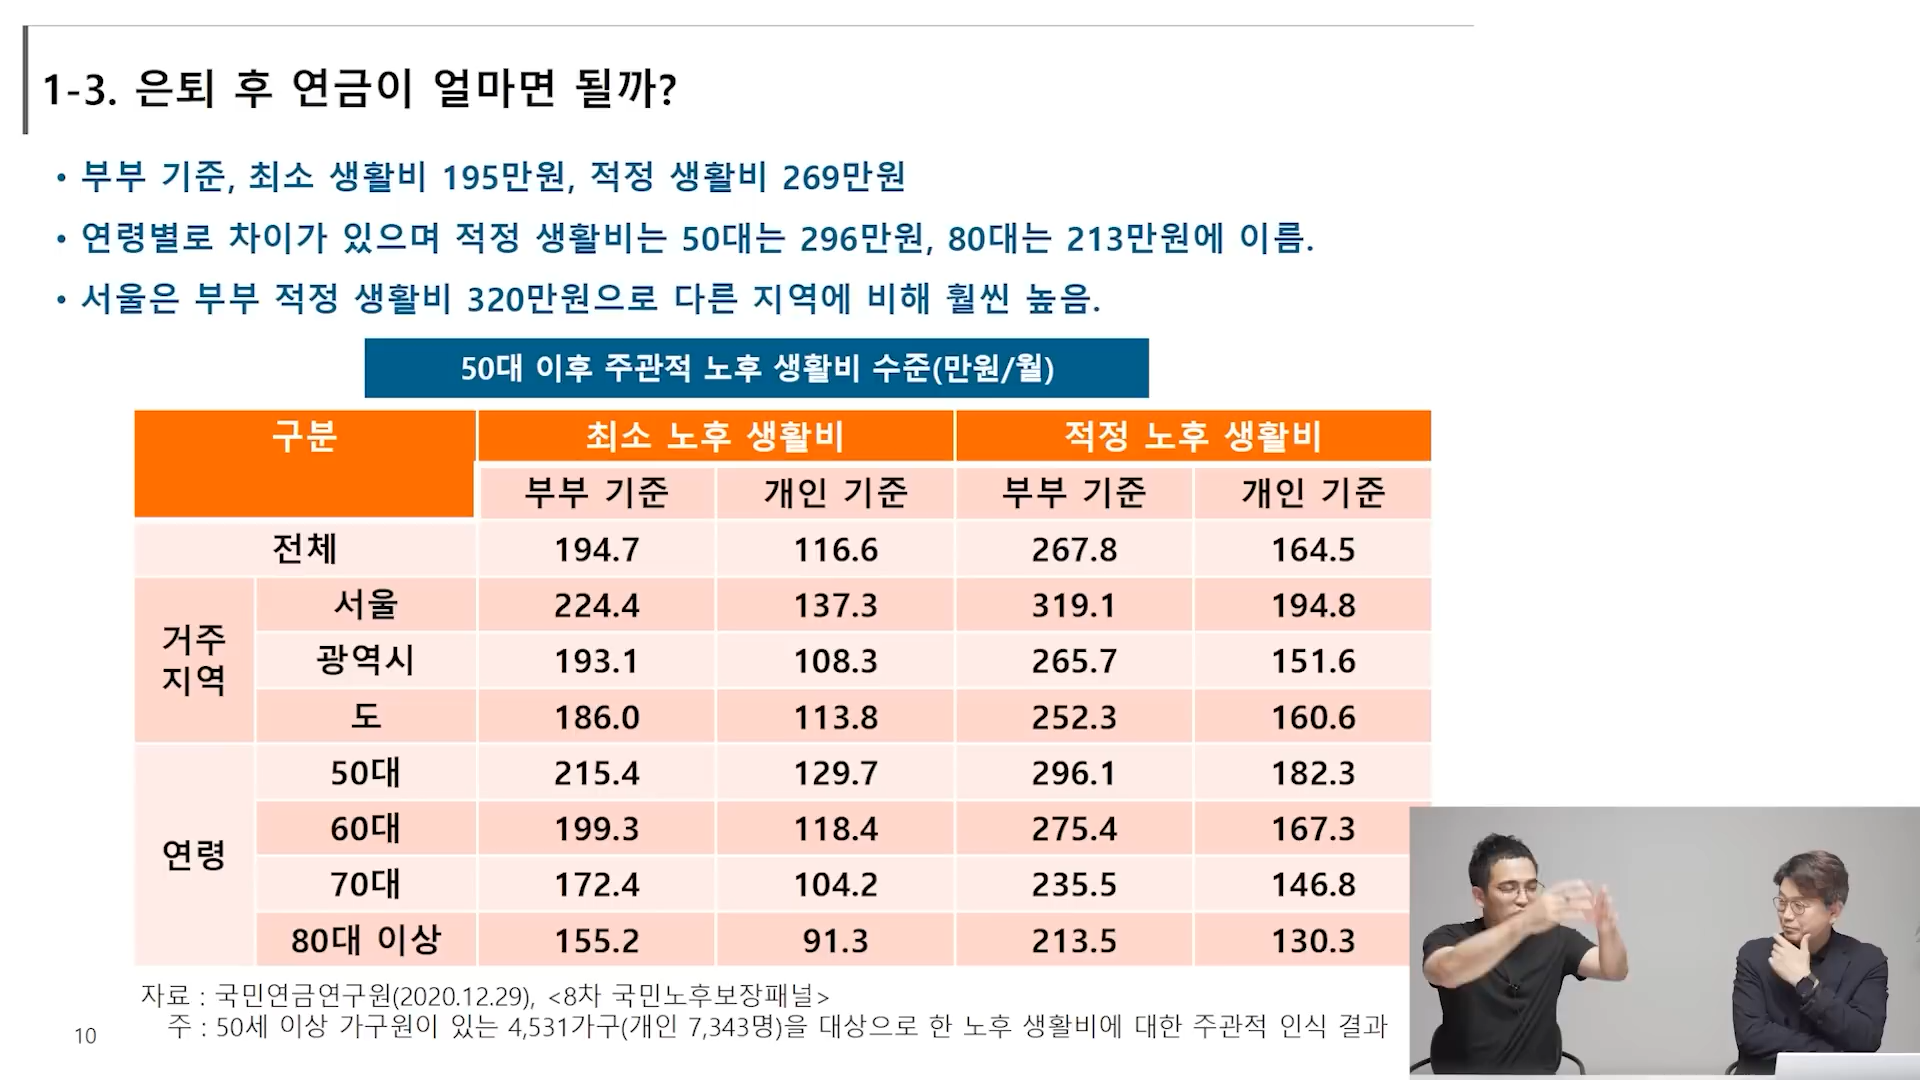 1-3. 은퇴 후 연금이 얼마면 될까?
• 부부 기준, 최소 생활비 195만원, 적정 생활비 269만원
• 연령별로 차이가 있으며 적정 생활비는 50대는 296만원, 80대는 213만원에 이름.
• 서울은 부부 적정 생활비 320만원으로 다른 지역에 비해 훨씬 높음.
50대 이후 주관적 노후 생활비 수준(만원/월)
구분 최소 노후 생활비 적정 노후 생활비
부부 기준 개인 기준 부부 기준 개인 기준
전체 194.7 116.6 267.8 164.5
거주
지역
서울 224.4 137.3 319.1 194.8
광역시 193.1 108.3 265.7 151.6
도 186.0 113.8 252.3 160.6
연령
50대 215.4 129.7 296.1 182.3
60대 199.3 118.4 275.4 167.3
70대 172.4 104.2 235.5 146.8
80대 이상 155.2 91.3 213.5 130.3
자료 : 국민연금연구원(2020.12.29), <8차 국민노후보장패널>
주 : 50세 이상 가구원이 있는 4,531가구(개인 7,343명)을 대상으로 한 노후 생활비에 대한 주관적 인식 결과
10